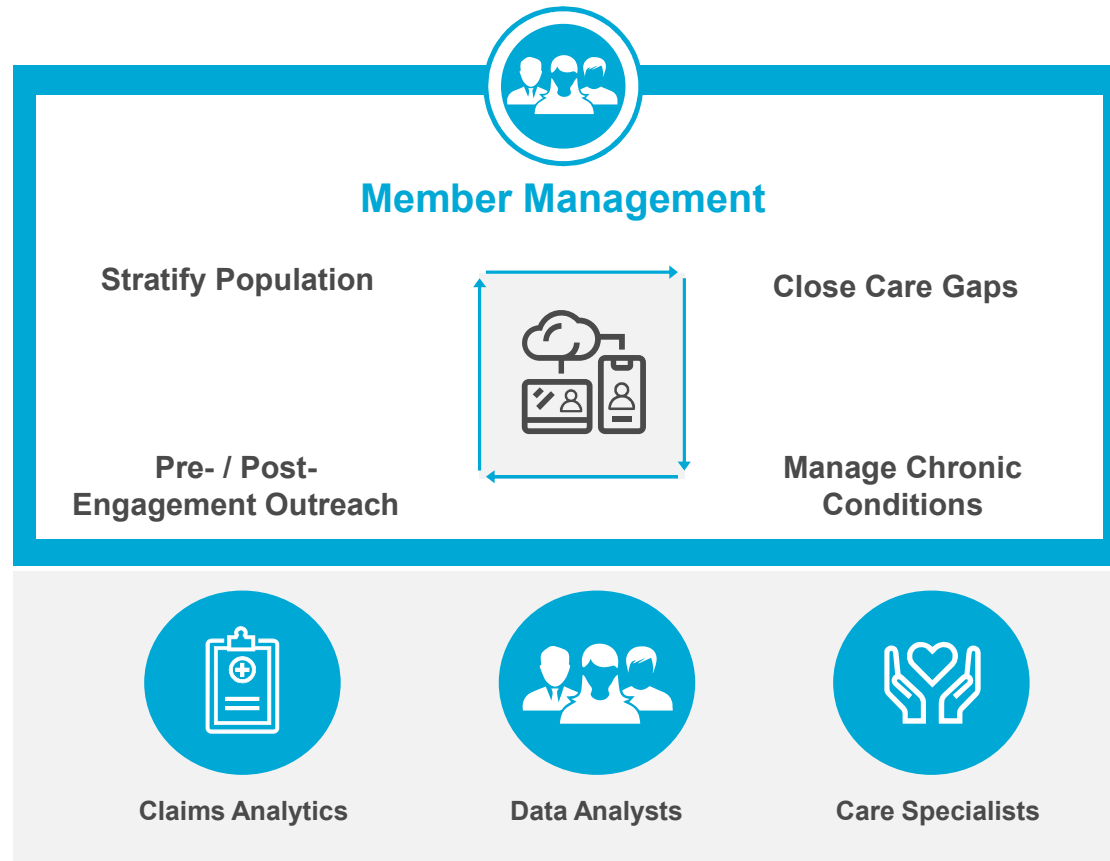 Member Management
Stratify Population
Close Care Gaps
Pre- / Post-
Engagement Outreach
Manage Chronic
Conditions
Claims Analytics
Data Analysts
Care Specialists